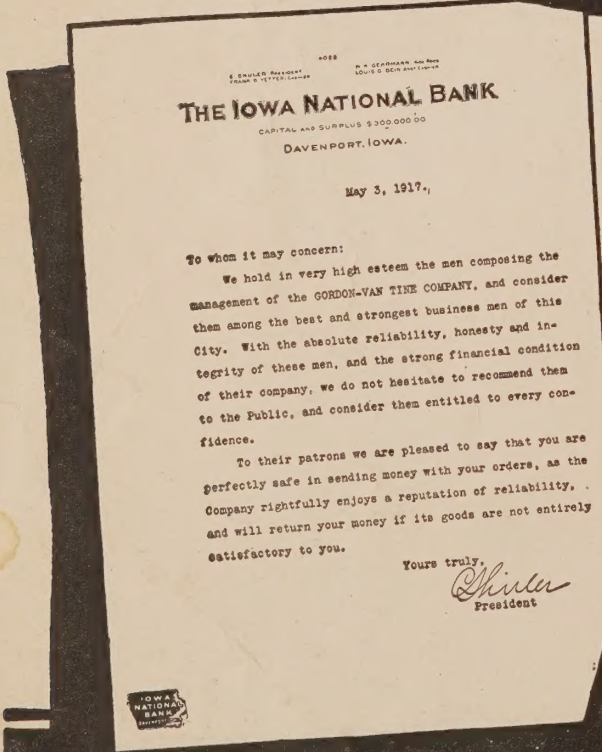 THE IOWA NATIONAL BANK
CAPITAL AND SURPLUS $300,000.00
DAVENPORT, IOWA.
May 3, 1917.,
To whom it may concern:
We hold in very high esteem the men composing the
management of the GORDON-VAN TINE COMPANY, and consider
them among the best and strongest business men of this
City. With the absolute reliability, honesty and in-
tegrity of these men, and the strong financial condition
of their company, we do not hesitate to recommend them
to the Public, and consider them entitled to every con-
fidence.
To their patrons we are pleased to say that you are
perfectly safe in sending money with your orders, as the
Company rightfully enjoys a reputation of reliability,
and will return your money if its goods are not entirely
satisfactory to you.
Yours truly,
President
IOWA
NATIONAL
BANK